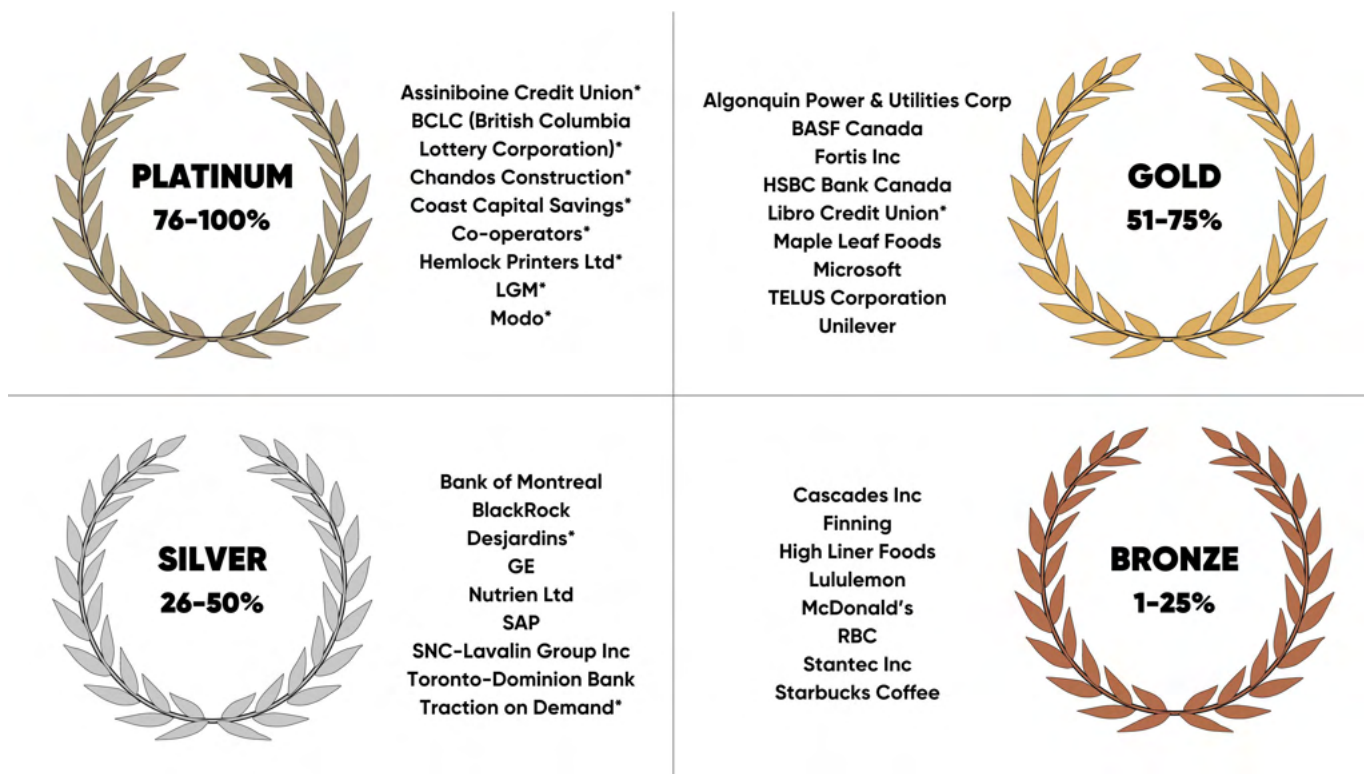 PLATINUM
76-100%
Assiniboine Credit Union*
BCLC (British Columbia
Lottery Corporation)*
Chandos Construction*
Coast Capital Savings*
Co-operators*
Hemlock Printers Ltd*
LGM*
Modo*
Algonquin Power & Utilities Corp
BASF Canada
Fortis Inc
HSBC Bank Canada
Libro Credit Union*
Maple Leaf Foods
Microsoft
TELUS Corporation
Unilever
GOLD
51-75%
SILVER
26-50%
Bank of Montreal
BlackRock
Desjardins*
GE
Nutrien Ltd
SAP
SNC-Lavalin Group Inc
Toronto-Dominion Bank
Traction on Demand*
Cascades Inc
Finning
High Liner Foods
Lululemon
McDonald's
RBC
Stantec Inc
Starbucks Coffee
BRONZE
1-25%